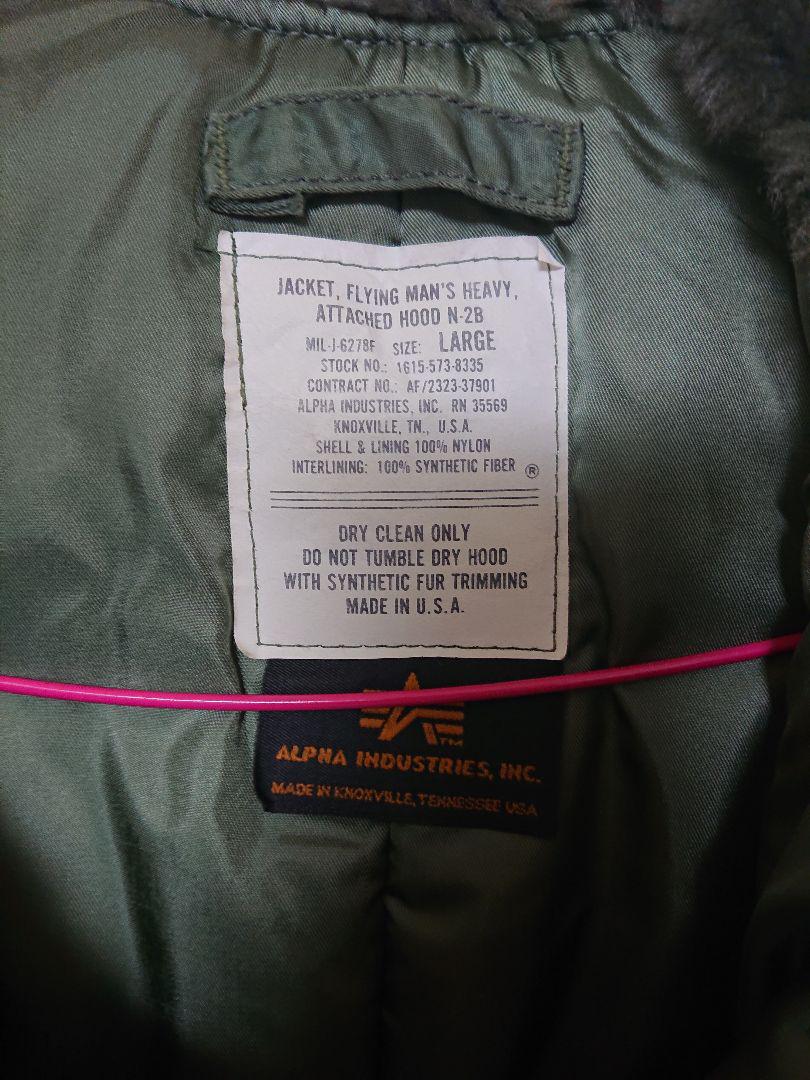 JACKET, FLYING MAN'S HEAVY,
ATTACHED HOOD N-2B
MIL-J-6278F SIZE: LARGE
STOCK NO.: 1615-573-8335
CONTRACT NO.: AF/2323-37901
ALPHA INDUSTRIES, INC. RN 35569
KNOXVILLE, TN., U.S.A.
SHELL & LINING 100% NYLON
INTERLINING: 100% SYNTHETIC FIBER ®
DRY CLEAN ONLY
DO NOT TUMBLE DRY HOOD
WITH SYNTHETIC FUR TRIMMING
MADE IN U.S.A.
TM
ALPHA INDUSTRIES, INC.
MADE IN KNOXVILLE, TENNESSEE USA